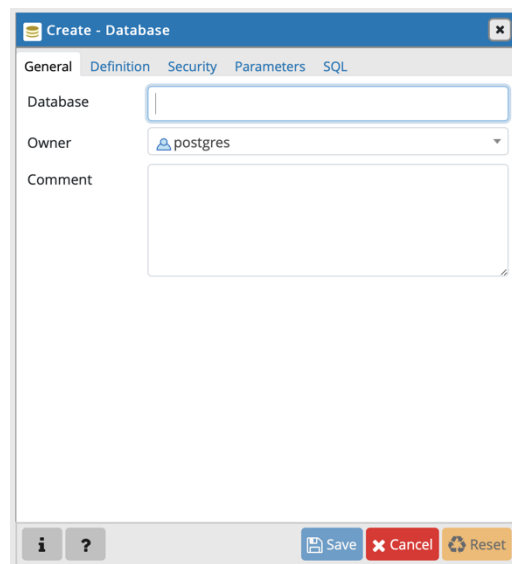 Create - Database
General Definition Security Parameters SQL
Database
Owner postgres
Comment
i ? Save Cancel Reset